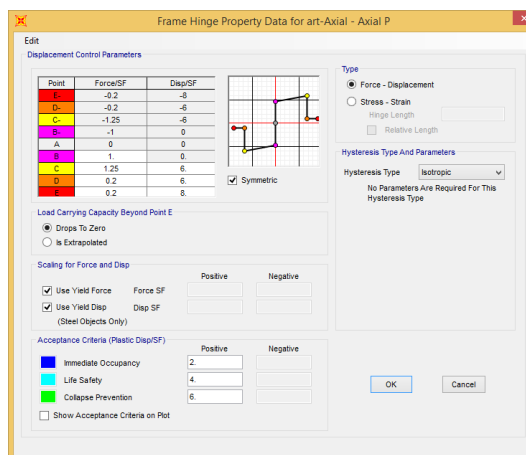 Frame Hinge Property Data for art-Axial - Axial P
Edit
Displacement Control Parameters
Point Force/SF Disp/SF
E- -0.2 -8
D- -0.2 -6
C- -1.25 -6
B- -1 0
A 0 0
B 1. 0.
C 1.25 6.
D 0.2 6.
E 0.2 8.
Symmetric
Load Carrying Capacity Beyond Point E
Drops To Zero
Is Extrapolated
Scaling for Force and Disp
Positive Negative
Use Yield Force Force SF
Use Yield Disp Disp SF
(Steel Objects Only)
Acceptance Criteria (Plastic Disp/SF)
Positive Negative
Immediate Occupancy 2.
Life Safety 4.
Collapse Prevention 6.
Show Acceptance Criteria on Plot
Type
Force - Displacement
Stress - Strain
Hinge Length
Relative Length
Hysteresis Type And Parameters
Hysteresis Type Isotropic
No Parameters Are Required For This
Hysteresis Type
OK Cancel